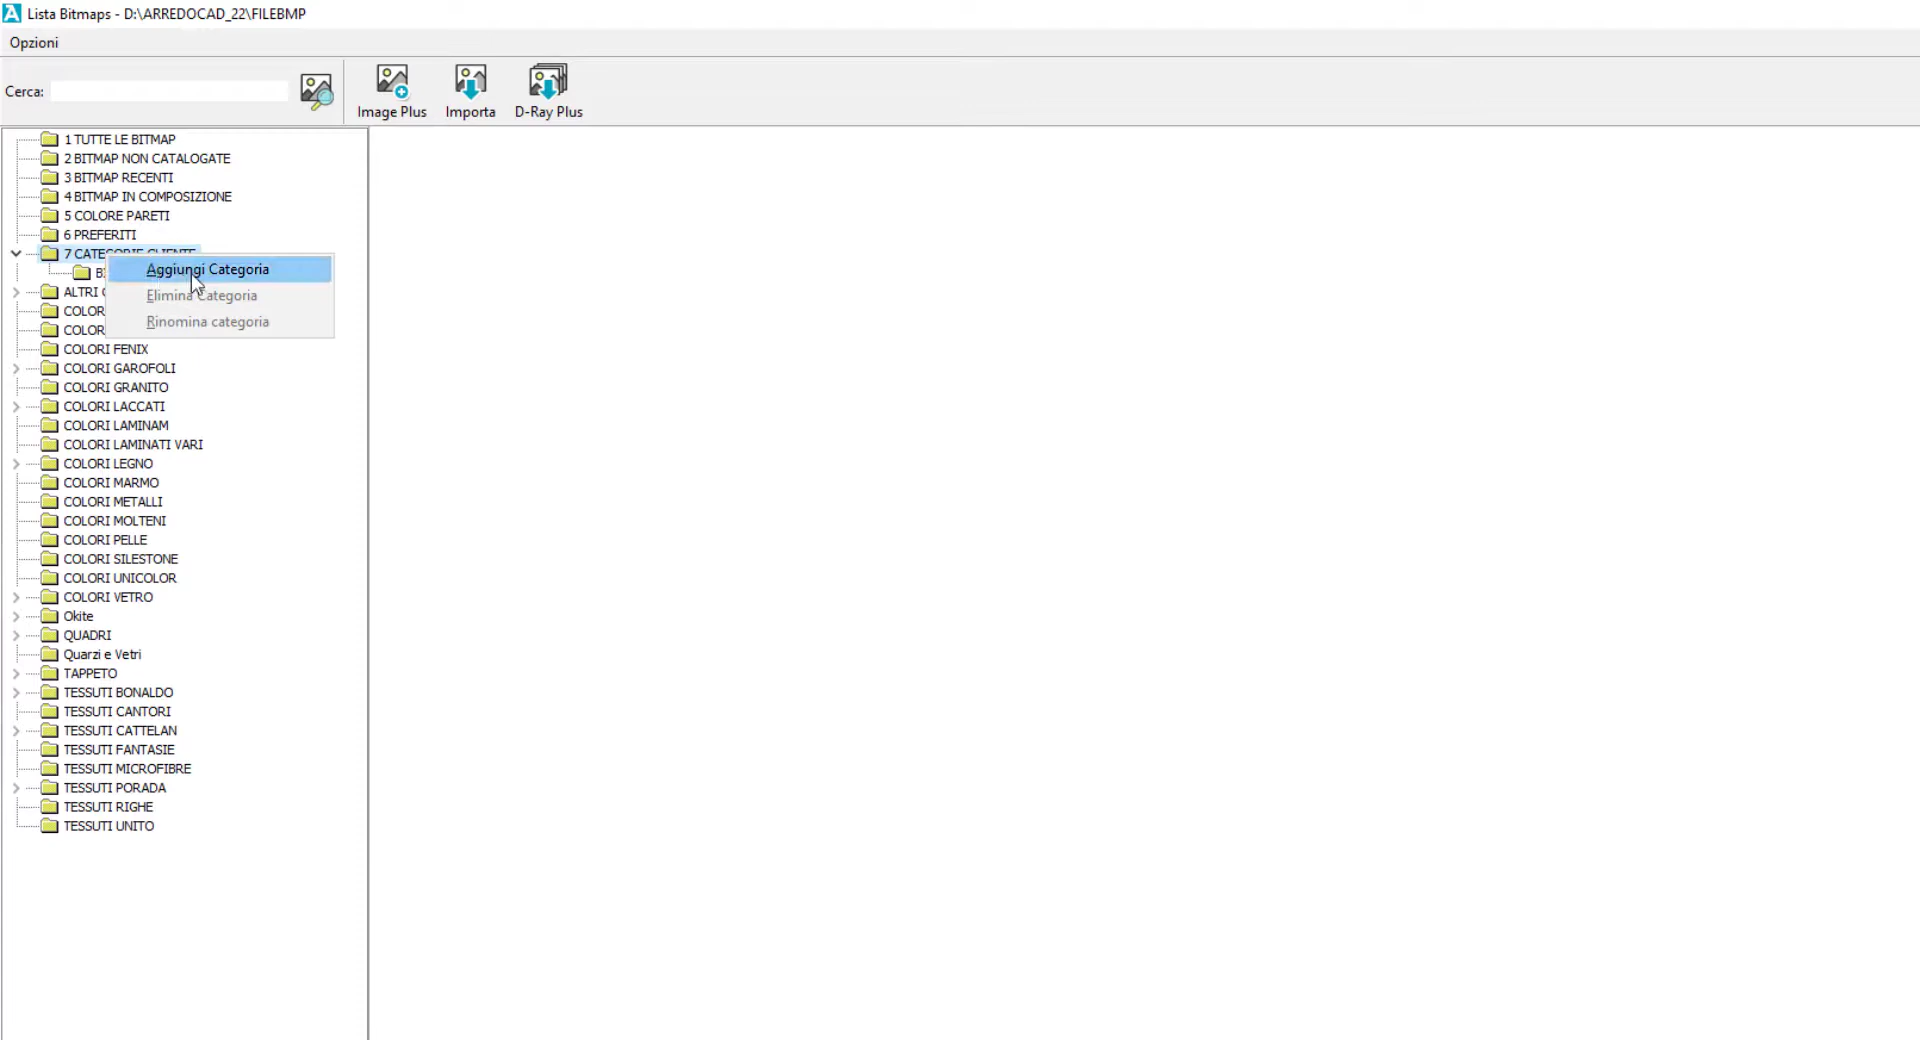 Lista Bitmaps - D:\ARREDOCAD_22\FILEBMP
Opzioni
Cerca:
Image Plus
Importa
D-Ray Plus
1 TUTTE LE BITMAP
2 BITMAP NON CATALOGATE
3 BITMAP RECENTI
4 BITMAP IN COMPOSIZIONE
5 COLORE PARETI
6 PREFERITI
7 CATEGORIE CLIENTE
Aggiungi Categoria
Elimina Categoria
Rinomina categoria
ALTRI
COLOR
COLOR
COLORI FENIX
COLORI GAROFOLI
COLORI GRANITO
COLORI LACCATI
COLORI LAMINAM
COLORI LAMINATI VARI
COLORI LEGNO
COLORI MARMO
COLORI METALLI
COLORI MOLTENI
COLORI PELLE
COLORI SILESTONE
COLORI UNICOLOR
COLORI VETRO
Okite
QUADRI
Quarzi e Vetri
TAPPETO
TESSUTI BONALDO
TESSUTI CANTORI
TESSUTI CATTELAN
TESSUTI FANTASIE
TESSUTI MICROFIBRE
TESSUTI PORADA
TESSUTI RIGHE
TESSUTI UNITO